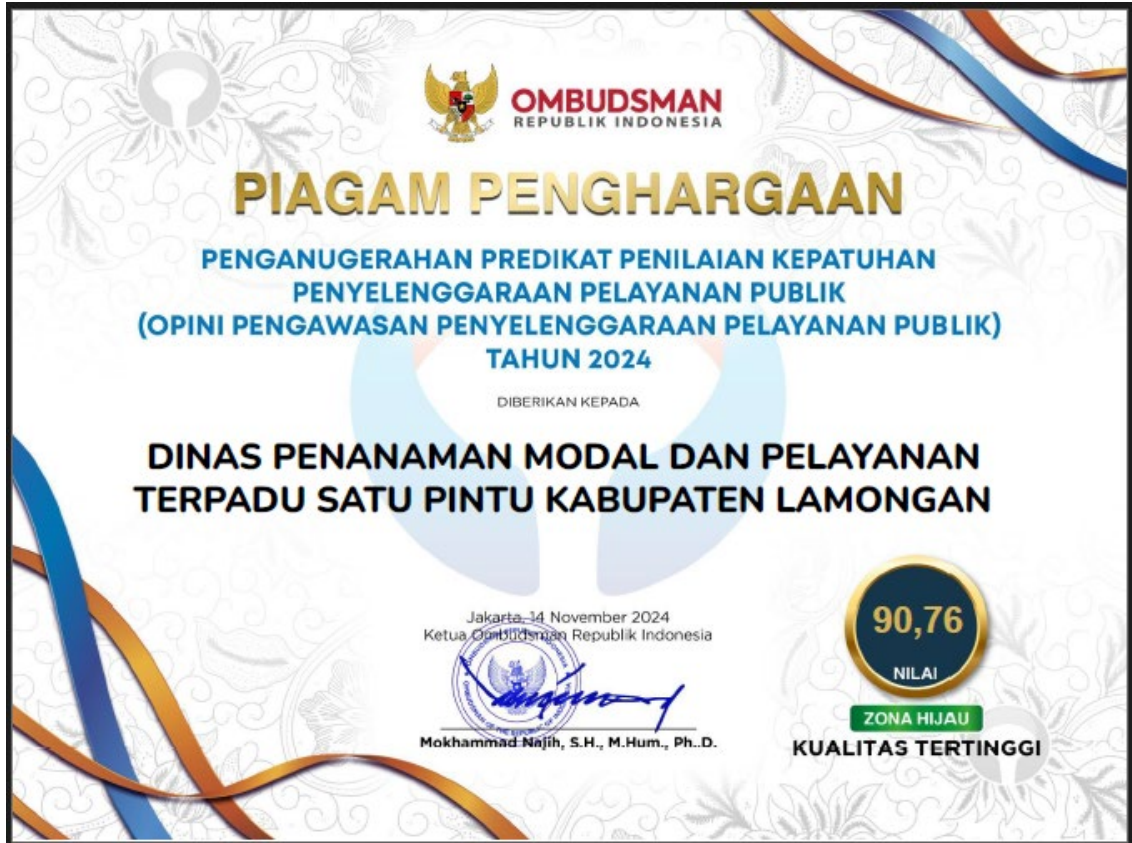 OMBUDSMAN
REPUBLIK INDONESIA
PIAGAM PENGHARGAAN
PENGANUGERAHAN PREDIKAT PENILAIAN KEPATUHAN
PENYELENGGARAAN PELAYANAN PUBLIK
(OPINI PENGAWASAN PENYELENGGARAAN PELAYANAN PUBLIK)
TAHUN 2024
DIBERIKAN KEPADA
DINAS PENANAMAN MODAL DAN PELAYANAN
TERPADU SATU PINTU KABUPATEN LAMONGAN
Jakarta, 14 November 2024
Ketua Ombudsman Republik Indonesia
Mokhammad Najih, S.H., M.Hum., Ph..D.
90,76
NILAI
ZONA HIJAU
KUALITAS TERTINGGI